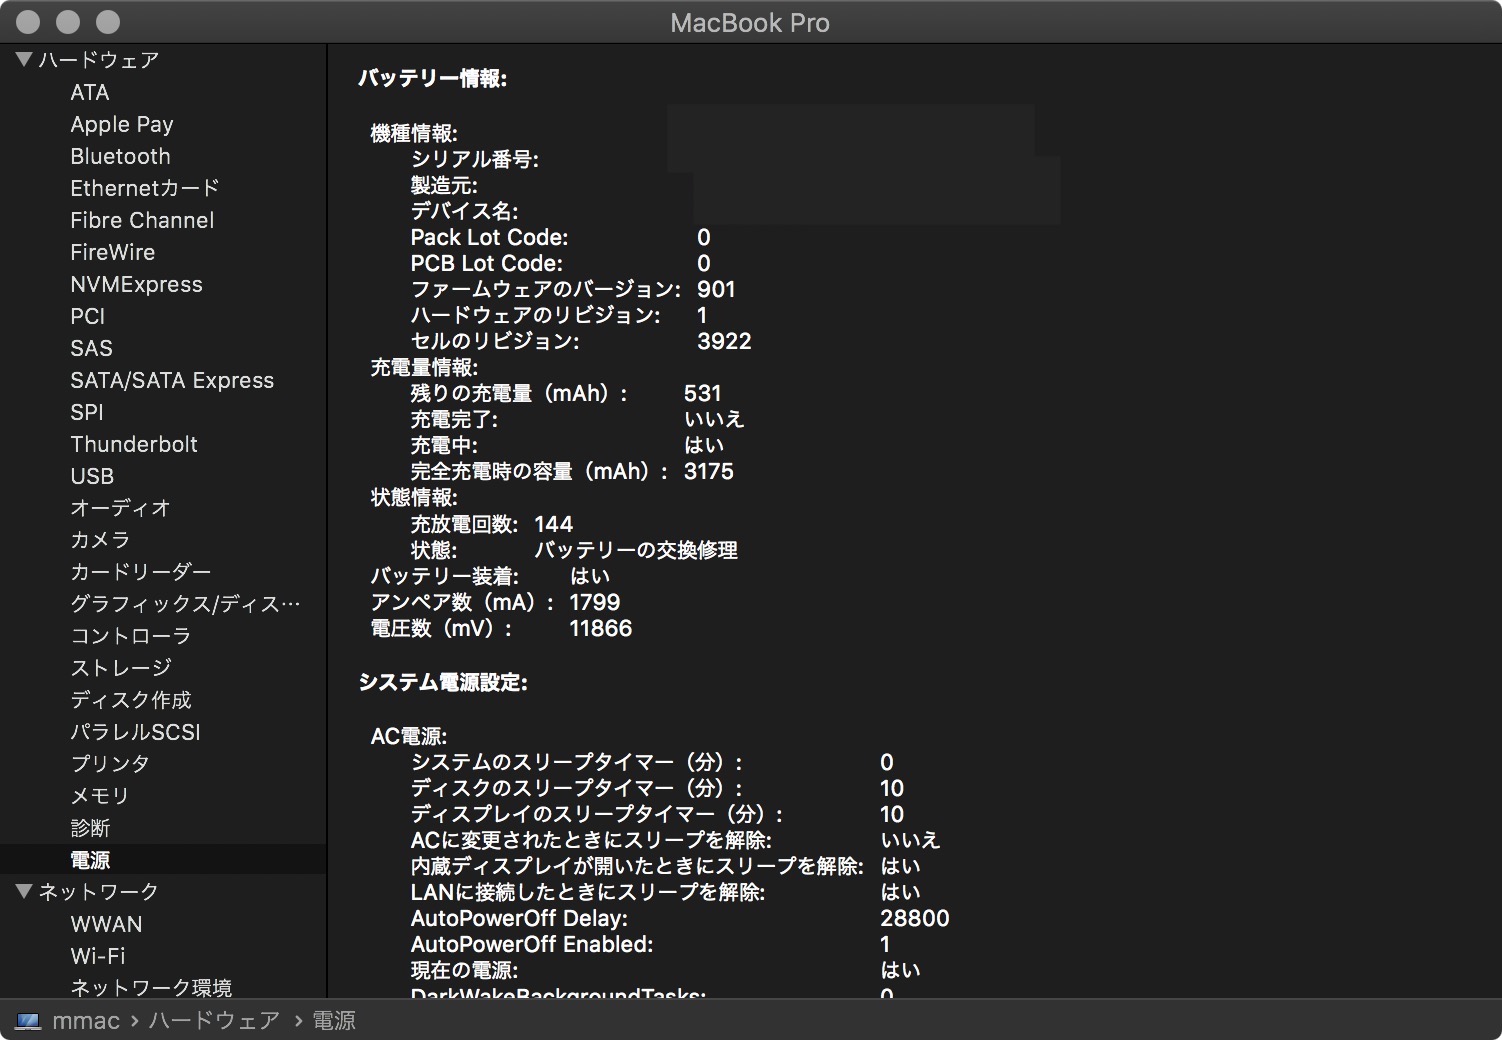 MacBook Pro
▼ハードウェア
ATA
Apple Pay
Bluetooth
Ethernetカード
Fibre Channel
FireWire
NVMExpress
PCI
SAS
SATA/SATA Express
SPI
Thunderbolt
USB
オーディオ
カメラ
カードリーダー
グラフィックス/ディス…
コントローラ
ストレージ
ディスク作成
パラレルSCSI
プリンタ
メモリ
診断
電源
▼ネットワーク
WWAN
Wi-Fi
ネットワーク環境
バッテリー情報:
機種情報:
シリアル番号:
製造元:
デバイス名:
Pack Lot Code: 0
PCB Lot Code: 0
ファームウェアのバージョン: 901
ハードウェアのリビジョン: 1
セルのリビジョン: 3922
充電量情報:
残りの充電量（mAh）: 531
充電完了: いいえ
充電中: はい
完全充電時の容量（mAh）: 3175
状態情報:
充放電回数: 144
状態: バッテリーの交換修理
バッテリー装着: はい
アンペア数（mA）: 1799
電圧数（mV）: 11866
システム電源設定:
AC電源:
システムのスリープタイマー（分）: 0
ディスクのスリープタイマー（分）: 10
ディスプレイのスリープタイマー（分）: 10
ACに変更されたときにスリープを解除: いいえ
内蔵ディスプレイが開いたときにスリープを解除: はい
LANに接続したときにスリープを解除: はい
AutoPowerOff Delay: 28800
AutoPowerOff Enabled: 1
現在の電源: はい
DarkWakeBackgroundTasks: 0
mmac › ハードウェア › 電源